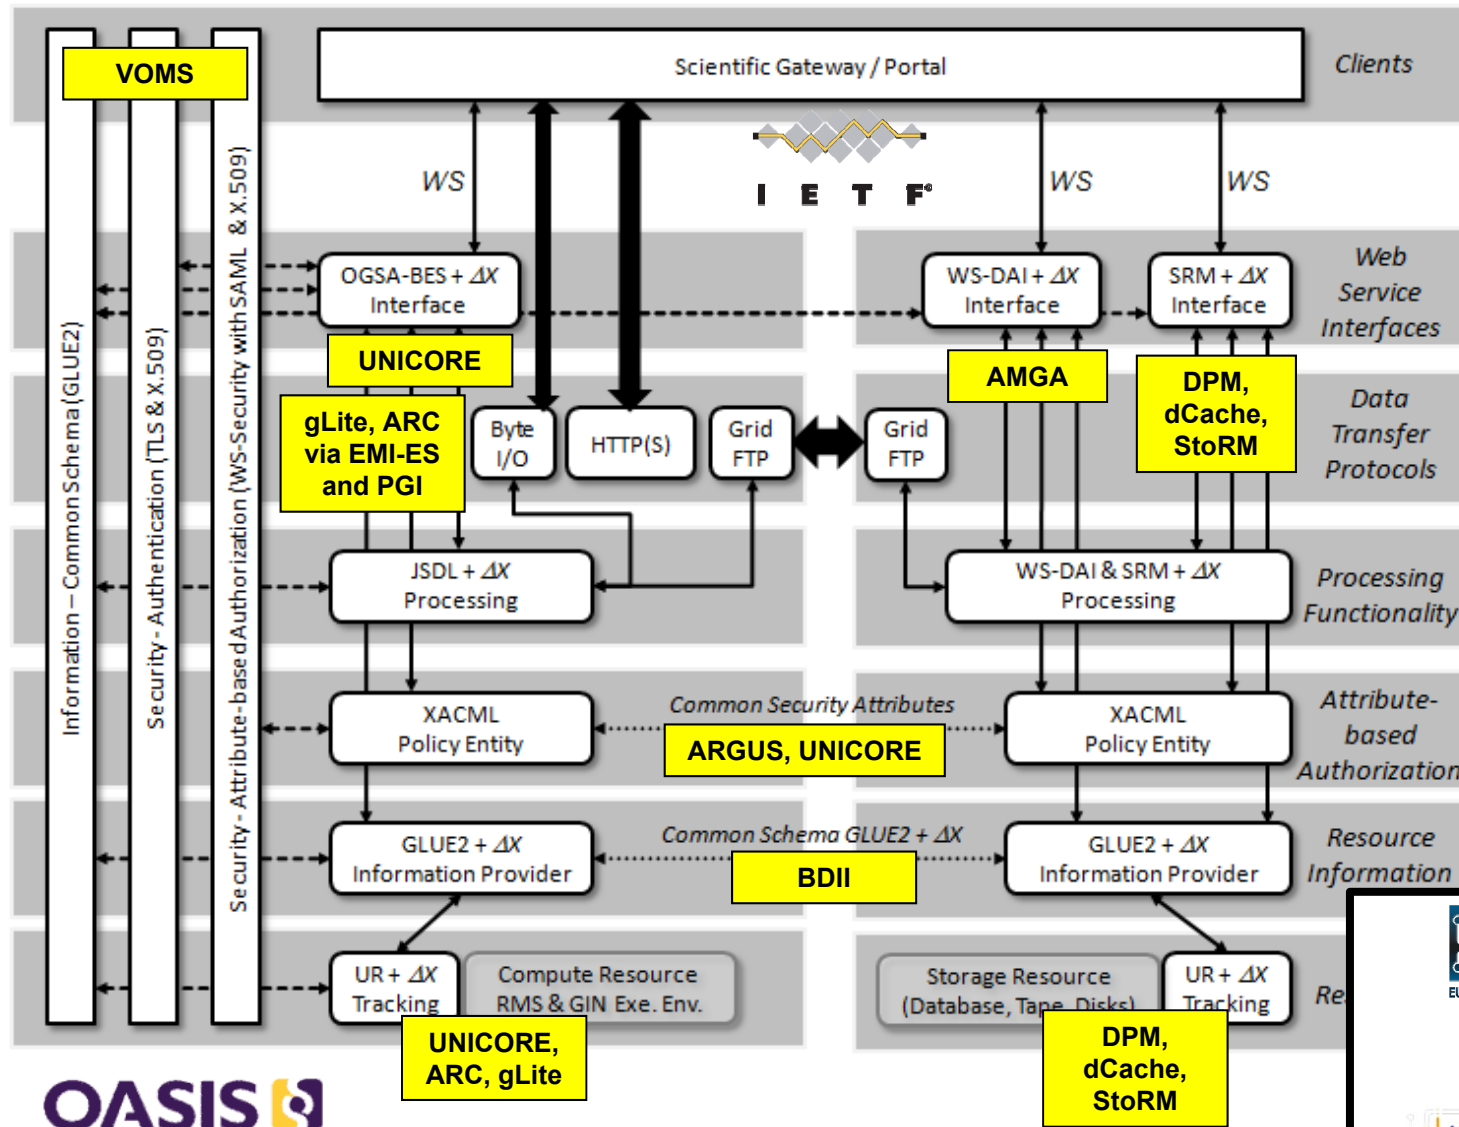 VOMS
Scientific Gateway / Portal
Clients
Information – Common Schema (GLUE2)
Security - Authentication (TLS & X.509)
Security - Attribute-based Authorization (WS-Security with SAML & X.509)
WS
I E T F®
WS
WS
OGSA-BES + ΔX
Interface
WS-DAI + ΔX
Interface
SRM + ΔX
Interface
Web
Service
Interfaces
UNICORE
AMGA
DPM,
dCache,
StoRM
gLite, ARC
via EMI-ES
and PGI
Byte
I/O
HTTP(S)
Grid
FTP
Grid
FTP
Data
Transfer
Protocols
JSDL + ΔX
Processing
WS-DAI & SRM + ΔX
Processing
Processing
Functionality
XACML
Policy Entity
Common Security Attributes
ARGUS, UNICORE
XACML
Policy Entity
Attribute-
based
Authorization
GLUE2 + ΔX
Information Provider
Common Schema GLUE2 + ΔX
BDII
GLUE2 + ΔX
Information Provider
Resource
Information
UR + ΔX
Tracking
Compute Resource
RMS & GIN Exe. Env.
UNICORE,
ARC, gLite
Storage Resource
(Database, Tape, Disks)
UR + ΔX
Tracking
DPM,
dCache,
StoRM
Re
EU
OASIS